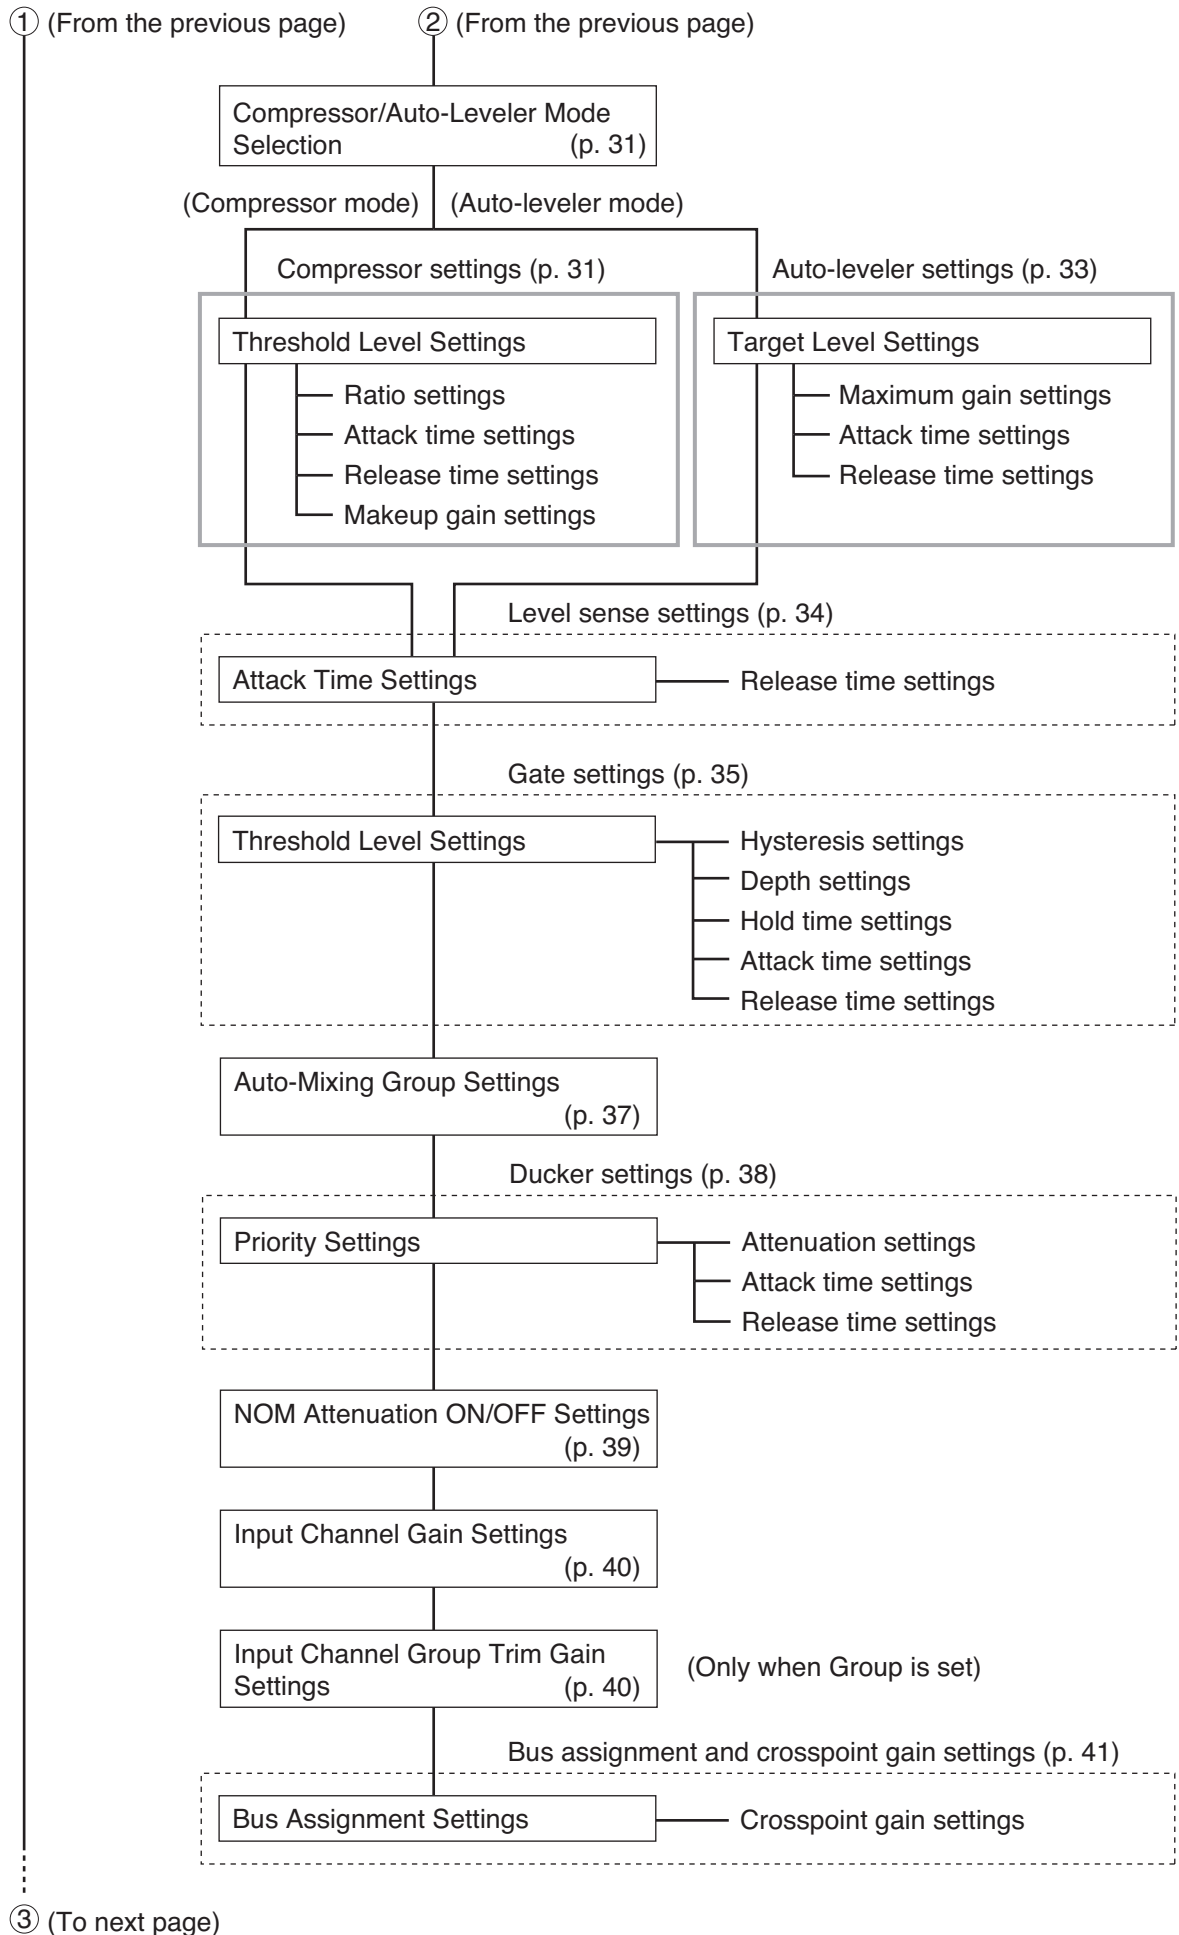 ① (From the previous page)
② (From the previous page)
Compressor/Auto-Leveler Mode
Selection (p. 31)
(Compressor mode)
(Auto-leveler mode)
Compressor settings (p. 31)
Auto-leveler settings (p. 33)
Threshold Level Settings
Ratio settings
Attack time settings
Release time settings
Makeup gain settings
Target Level Settings
Maximum gain settings
Attack time settings
Release time settings
Level sense settings (p. 34)
Attack Time Settings
Release time settings
Gate settings (p. 35)
Threshold Level Settings
Hysteresis settings
Depth settings
Hold time settings
Attack time settings
Release time settings
Auto-Mixing Group Settings
(p. 37)
Ducker settings (p. 38)
Priority Settings
Attenuation settings
Attack time settings
Release time settings
NOM Attenuation ON/OFF Settings
(p. 39)
Input Channel Gain Settings
(p. 40)
Input Channel Group Trim Gain
Settings (p. 40)
(Only when Group is set)
Bus assignment and crosspoint gain settings (p. 41)
Bus Assignment Settings
Crosspoint gain settings
③ (To next page)